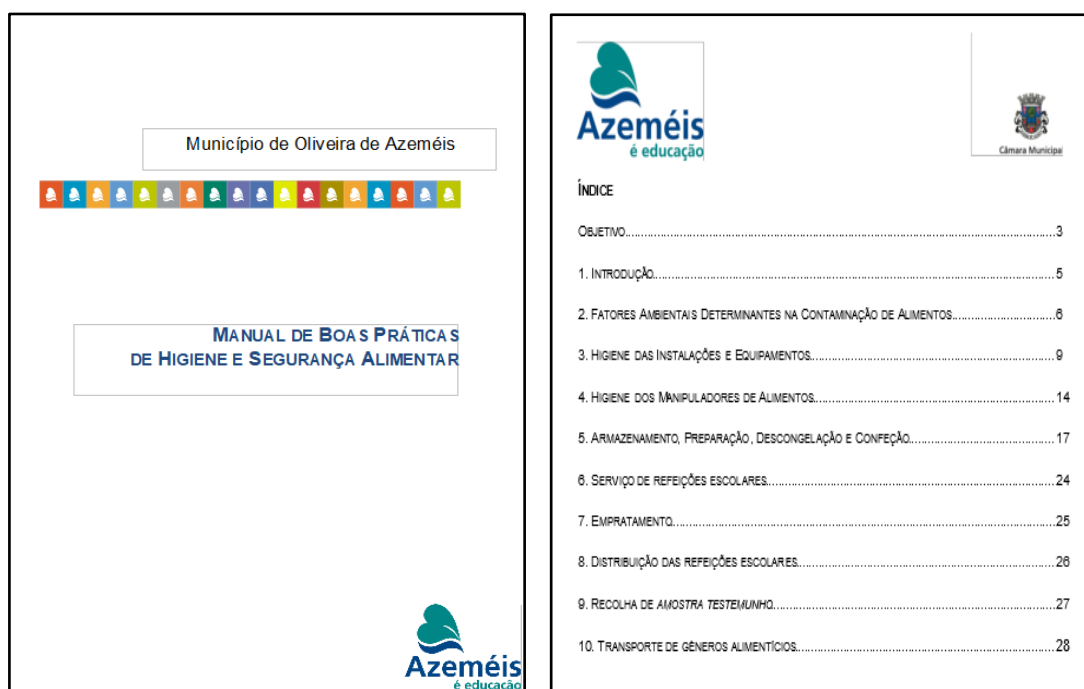 Município de Oliveira de Azeméis
MANUAL DE BOAS PRÁTICAS
DE HIGIENE E SEGURANÇA ALIMENTAR
Azeméis
é educação
Azeméis
é educação
Câmara Municipal
ÍNDICE
OBJETIVO 3
1. INTRODUÇÃO 5
2. FATORES AMBIENTAIS DETERMINANTES NA CONTAMINAÇÃO DE ALIMENTOS 6
3. HIGIENE DAS INSTALAÇÕES E EQUIPAMENTOS 9
4. HIGIENE DOS MANIPULADORES DE ALIMENTOS 14
5. ARMAZENAMENTO, PREPARAÇÃO, DESCONGELAÇÃO E CONFEÇÃO 17
6. SERVIÇO DE REFEIÇÕES ESCOLARES 24
7. EMPRATAMENTO 25
8. DISTRIBUIÇÃO DAS REFEIÇÕES ESCOLARES 26
9. RECOLHA DE AMOSTRA TESTEMUNHO 27
10. TRANSPORTE DE GÉNEROS ALIMENTÍCIOS 28